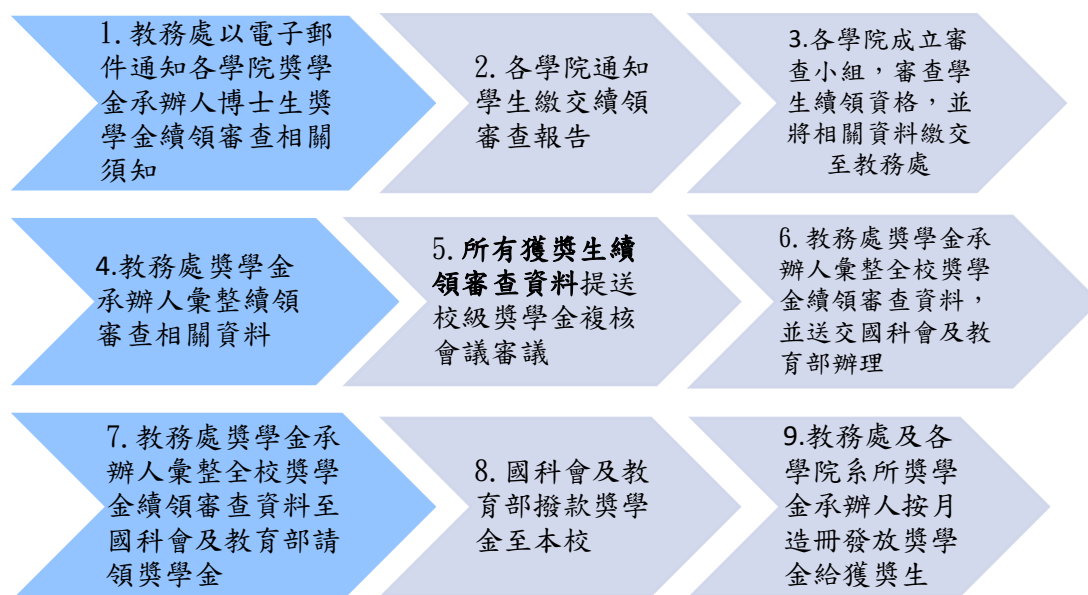 1. 教務處以電子郵
件通知各學院獎學
金承辦人博士生獎
學金續領審查相關
須知
2. 各學院通知
學生繳交續領
審查報告
3.各學院成立審
查小組，審查學
生續領資格，並
將相關資料繳交
至教務處
4.教務處獎學金
承辦人彙整續領
審查相關資料
5. 所有獲獎生續
領審查資料提送
校級獎學金複核
會議審議
6. 教務處獎學金承
辦人彙整全校獎學
金續領審查資料，
並送交國科會及教
育部辦理
7. 教務處獎學金承
辦人彙整全校獎學
金續領審查資料至
國科會及教育部請
領獎學金
8. 國科會及教
育部撥款獎學
金至本校
9.教務處及各
學院系所獎學
金承辦人按月
造冊發放獎學
金給獲獎生